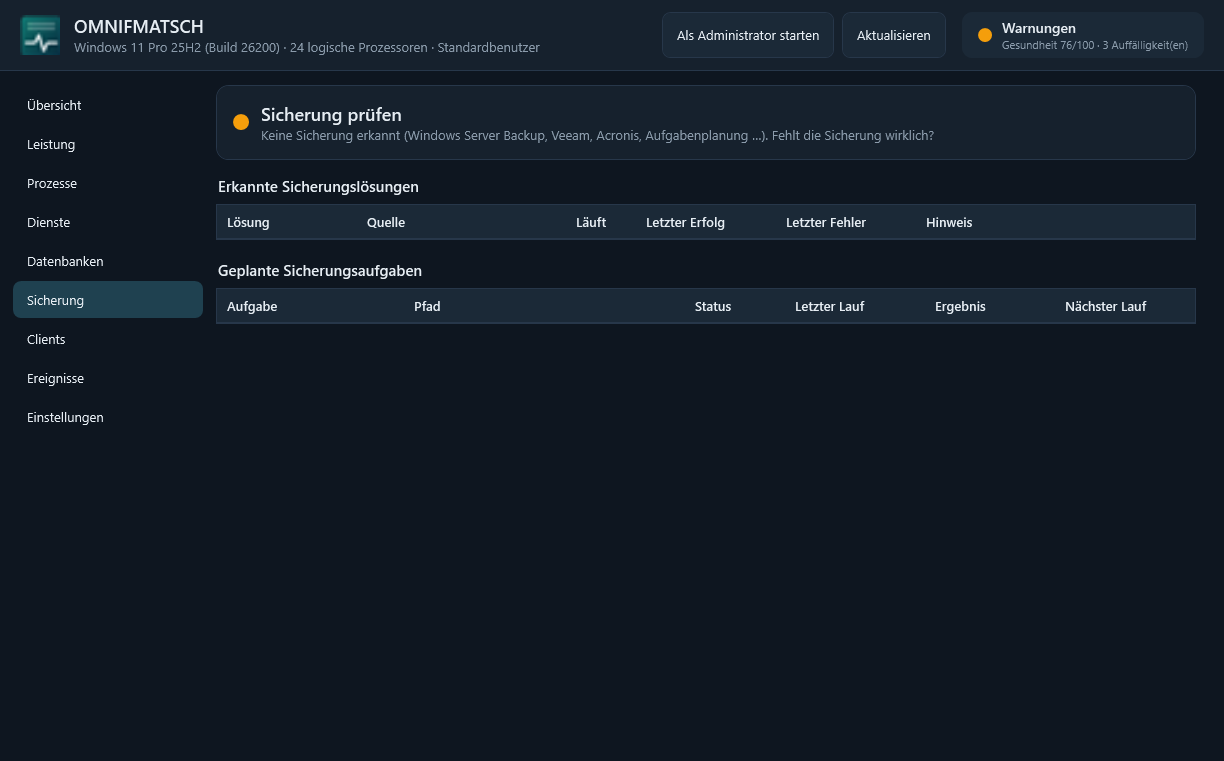 OMNIFMATSCH
Windows 11 Pro 25H2 (Build 26200) · 24 logische Prozessoren · Standardbenutzer
Als Administrator starten
Aktualisieren
Warnungen
Gesundheit 76/100 · 3 Auffälligkeit(en)
Übersicht
Leistung
Prozesse
Dienste
Datenbanken
Sicherung
Clients
Ereignisse
Einstellungen
Sicherung prüfen
Keine Sicherung erkannt (Windows Server Backup, Veeam, Acronis, Aufgabenplanung ...). Fehlt die Sicherung wirklich?
Erkannte Sicherungslösungen
Lösung Quelle Läuft Letzter Erfolg Letzter Fehler Hinweis
Geplante Sicherungsaufgaben
Aufgabe Pfad Status Letzter Lauf Ergebnis Nächster Lauf